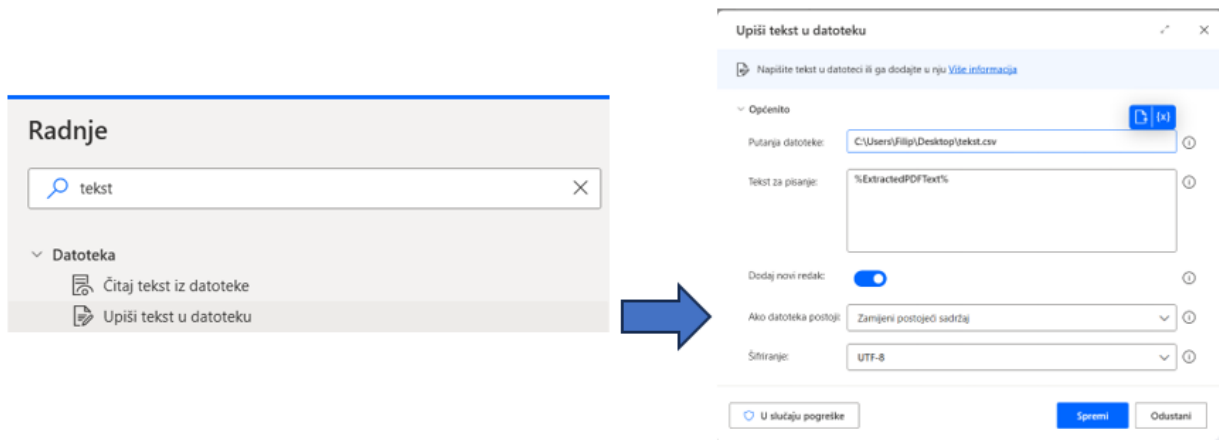 Radnje
tekst
Datoteka
Čitaj tekst iz datoteke
Upiši tekst u datoteku
Upiši tekst u datoteku
Napišite tekst u datoteci ili ga dodajte u nju Više informacija
Općenito
{x}
Putanja datoteke: C:\Users\Filip\Desktop\tekst.csv
Tekst za pisanje: %ExtractedPDFText%
Dodaj novi redak:
Ako datoteka postoji: Zamijeni postojeći sadržaj
Šifriranje: UTF-8
U slučaju pogreške Spremi Odustani